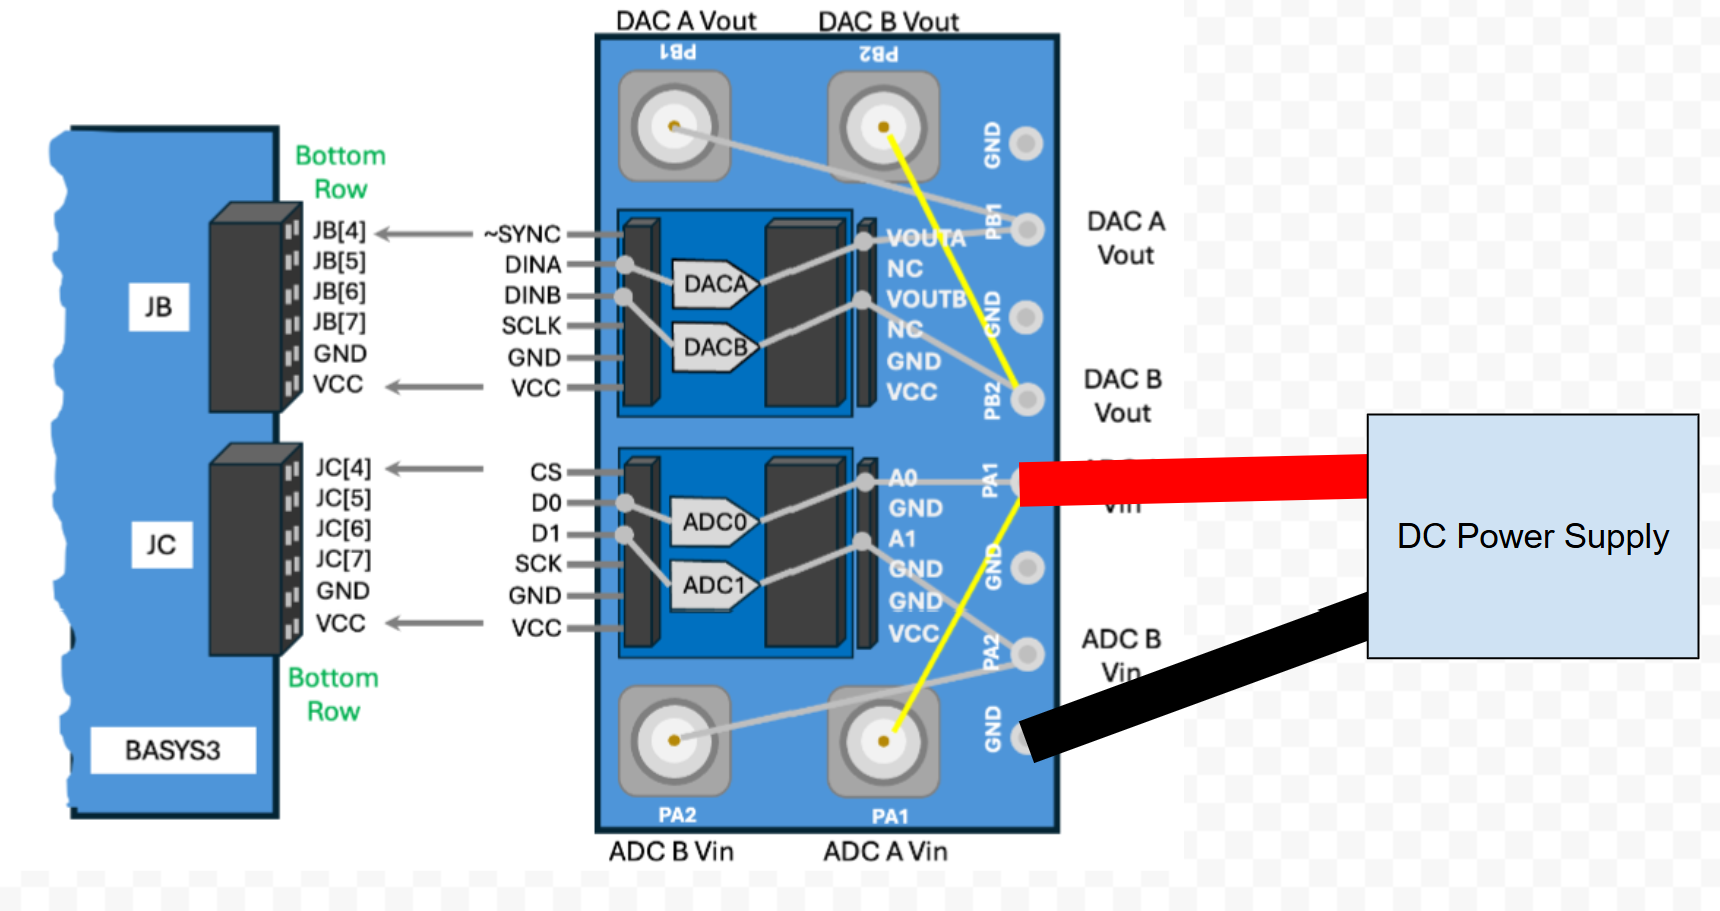 DAC A Vout
DAC B Vout
PB1
PB2
Bottom
Row
JB[4]
JB[5]
JB[6]
JB[7]
GND
VCC
JB
~SYNC
DINA
DINB
SCLK
GND
VCC
DACA
DACB
VOUTA
NC
VOUTB
NC
GND
VCC
GND
PB1
GND
PB2
DAC A
Vout
DAC B
Vout
JC[4]
JC[5]
JC[6]
JC[7]
GND
VCC
JC
Bottom
Row
BASYS3
CS
D0
D1
SCK
GND
VCC
ADC0
ADC1
A0
GND
A1
GND
GND
VCC
PA1
GND
PA2
GND
Vin
ADC B
Vin
DC Power Supply
PA2
PA1
ADC B Vin
ADC A Vin